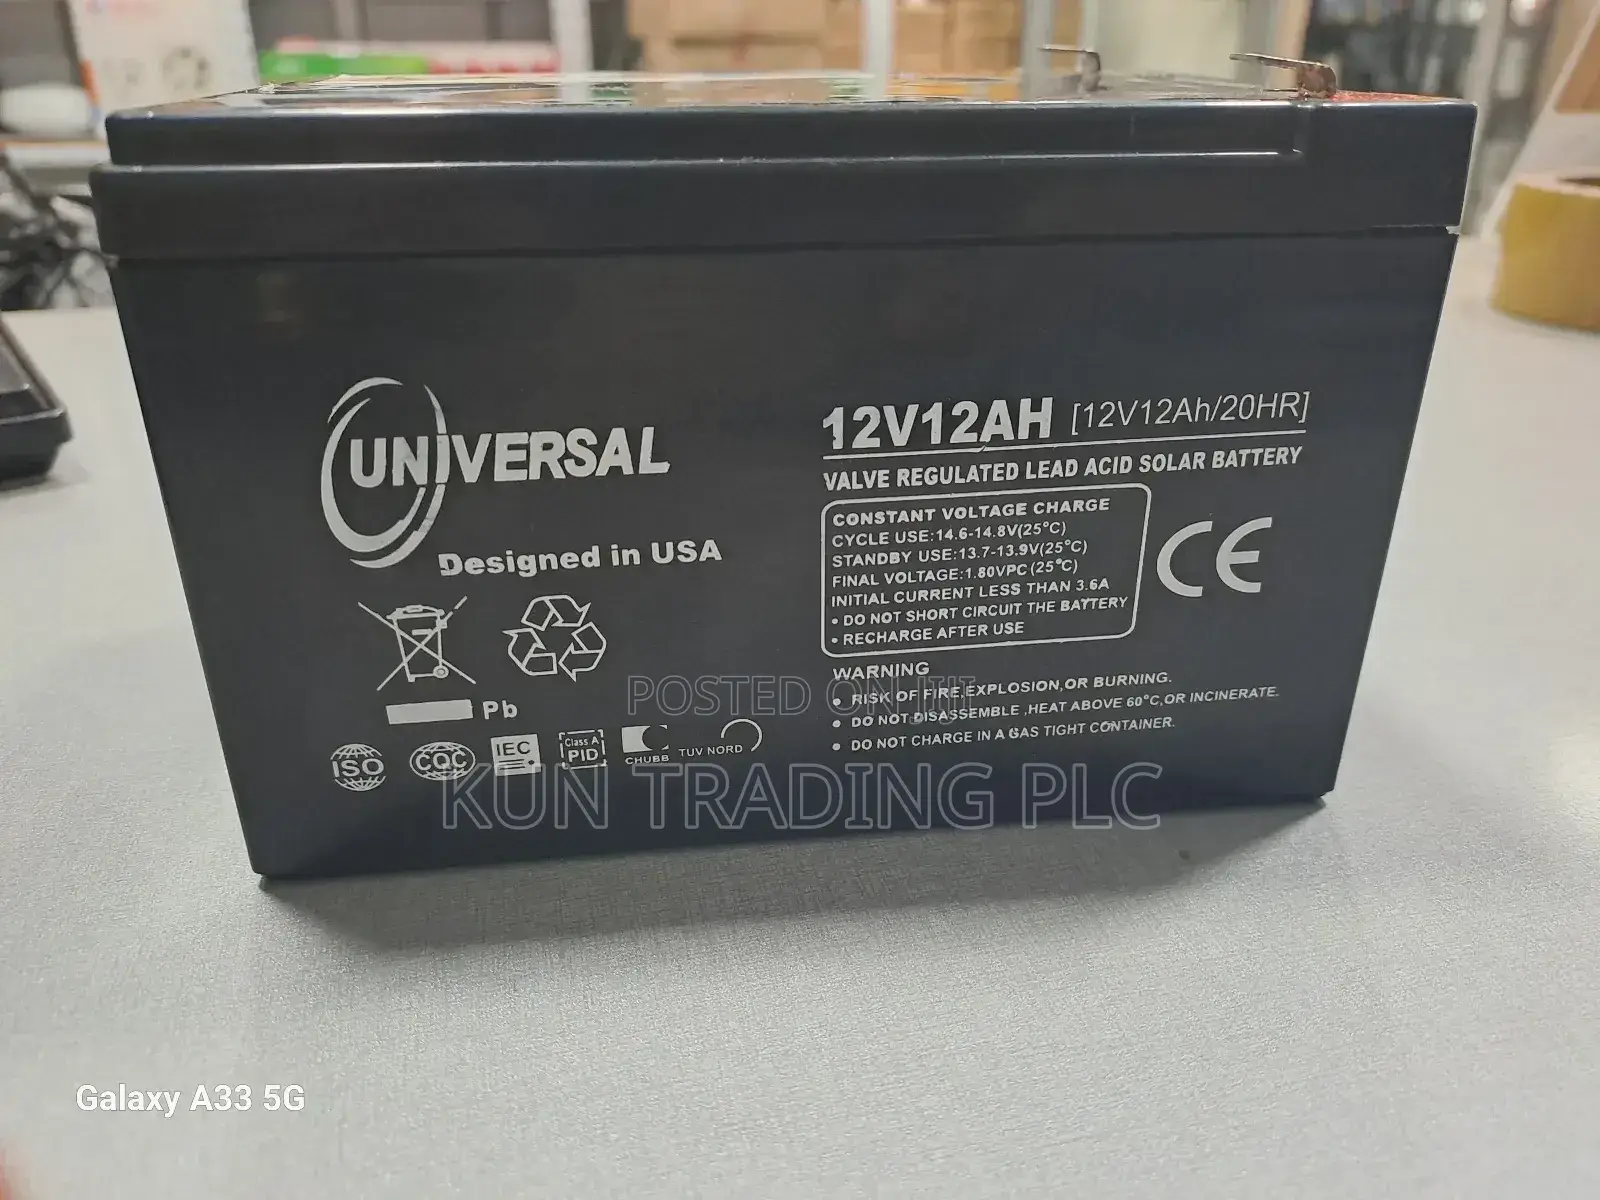 UNIVERSAL
Designed in USA
Pb
ISO
CQC
IEC
Class A
PID
CHUBB
TUV NORD
12V12AH [12V12Ah/20HR]
VALVE REGULATED LEAD ACID SOLAR BATTERY
CONSTANT VOLTAGE CHARGE
CYCLE USE:14.6-14.8V(25°C)
STANDBY USE:13.7-13.9V(25°C)
FINAL VOLTAGE:1.80VPC(25°C)
INITIAL CURRENT LESS THAN 3.6A
• DO NOT SHORT CIRCUIT THE BATTERY
• RECHARGE AFTER USE
CE
WARNING
• RISK OF FIRE,EXPLOSION,OR BURNING.
• DO NOT DISASSEMBLE ,HEAT ABOVE 60°C,OR INCINERATE.
• DO NOT CHARGE IN A GAS TIGHT CONTAINER.
POSTED ON JIJI
KUN TRADING PLC
Galaxy A33 5G